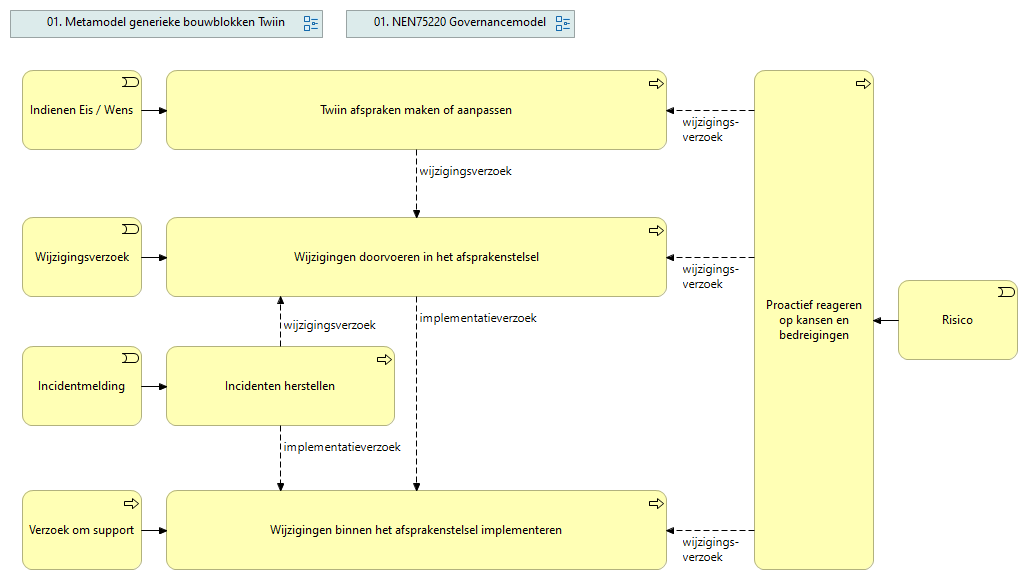 01. Metamodel generieke bouwblokken Twiin
01. NEN75220 Governancemodel
Indienen Eis / Wens
Twiin afspraken maken of aanpassen
wijzigings-
verzoek
wijzigingsverzoek
Wijzigingsverzoek
Wijzigingen doorvoeren in het afsprakenstelsel
wijzigings-
verzoek
Proactief reageren
op kansen en
bedreigingen
Risico
wijzigingsverzoek
implementatieverzoek
Incidentmelding
Incidenten herstellen
implementatieverzoek
Verzoek om support
Wijzigingen binnen het afsprakenstelsel implementeren
wijzigings-
verzoek